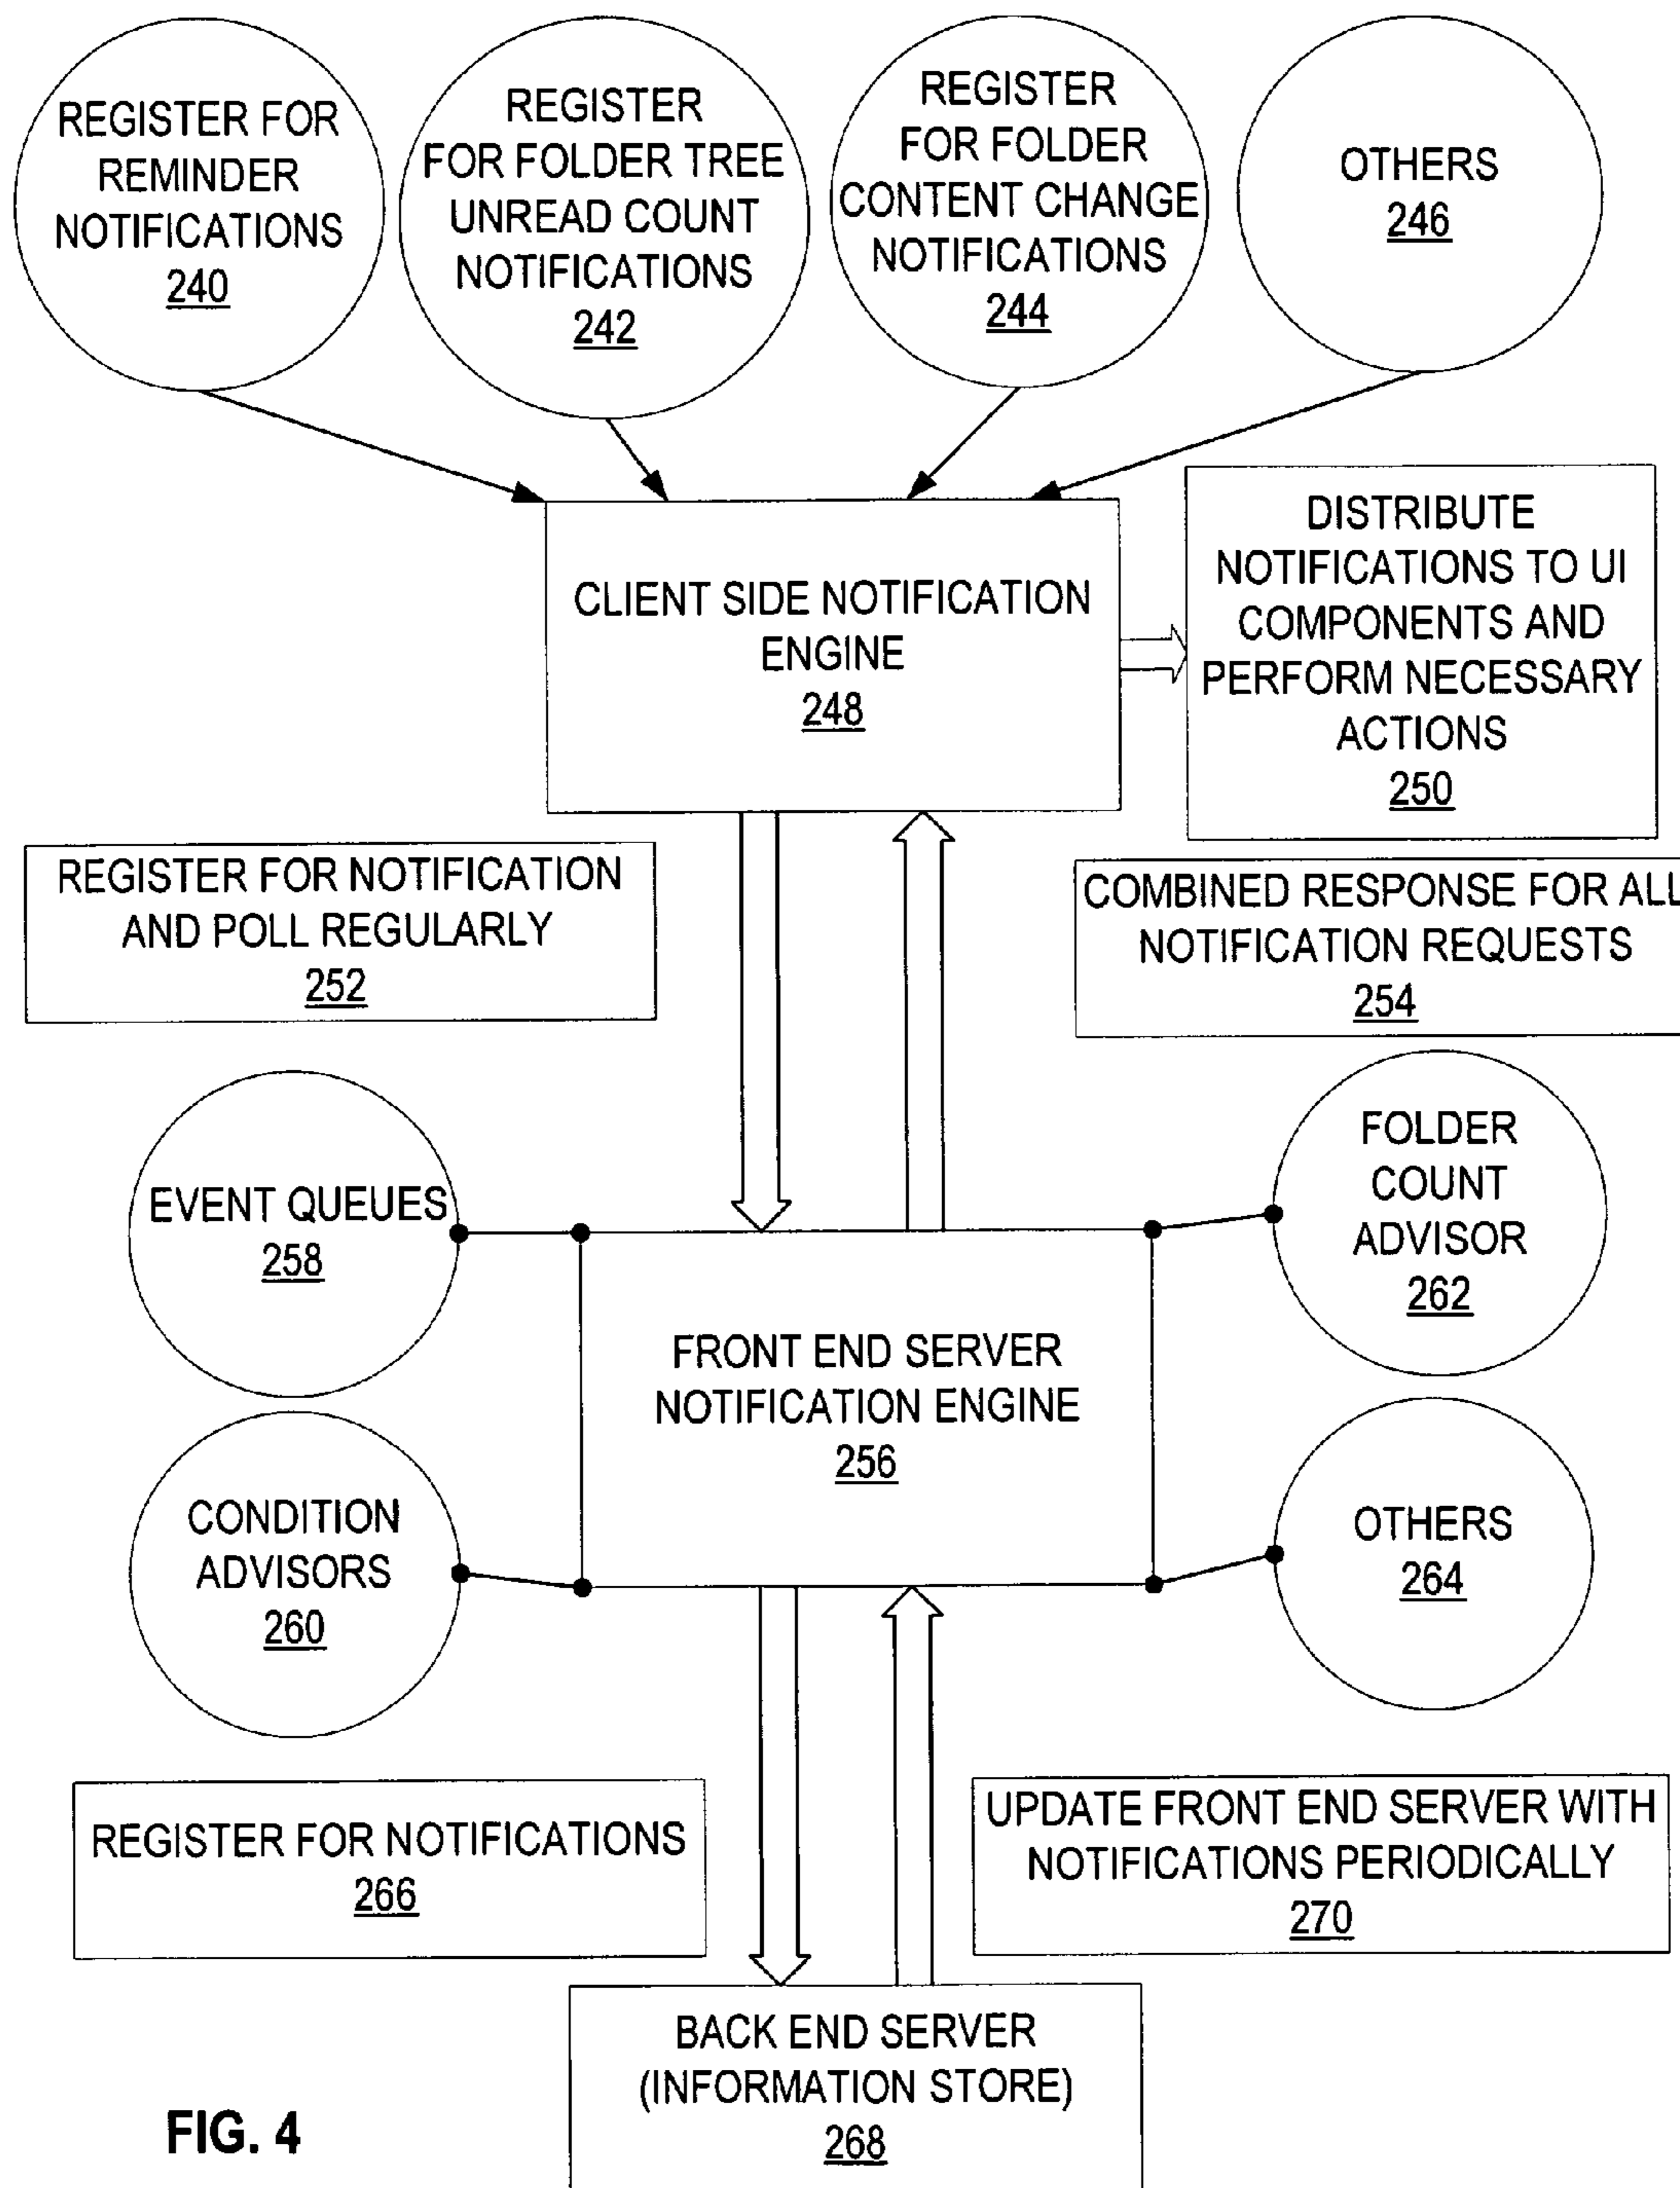 REGISTER FOR
REMINDER
NOTIFICATIONS
240
REGISTER
FOR FOLDER TREE
UNREAD COUNT
NOTIFICATIONS
242
REGISTER
FOR FOLDER
CONTENT CHANGE
NOTIFICATIONS
244
OTHERS
246
CLIENT SIDE NOTIFICATION
ENGINE
248
DISTRIBUTE
NOTIFICATIONS TO UI
COMPONENTS AND
PERFORM NECESSARY
ACTIONS
250
REGISTER FOR NOTIFICATION
AND POLL REGULARLY
252
COMBINED RESPONSE FOR ALL
NOTIFICATION REQUESTS
254
EVENT QUEUES
258
FOLDER
COUNT
ADVISOR
262
FRONT END SERVER
NOTIFICATION ENGINE
256
CONDITION
ADVISORS
260
OTHERS
264
REGISTER FOR NOTIFICATIONS
266
UPDATE FRONT END SERVER WITH
NOTIFICATIONS PERIODICALLY
270
BACK END SERVER
(INFORMATION STORE)
268
FIG. 4